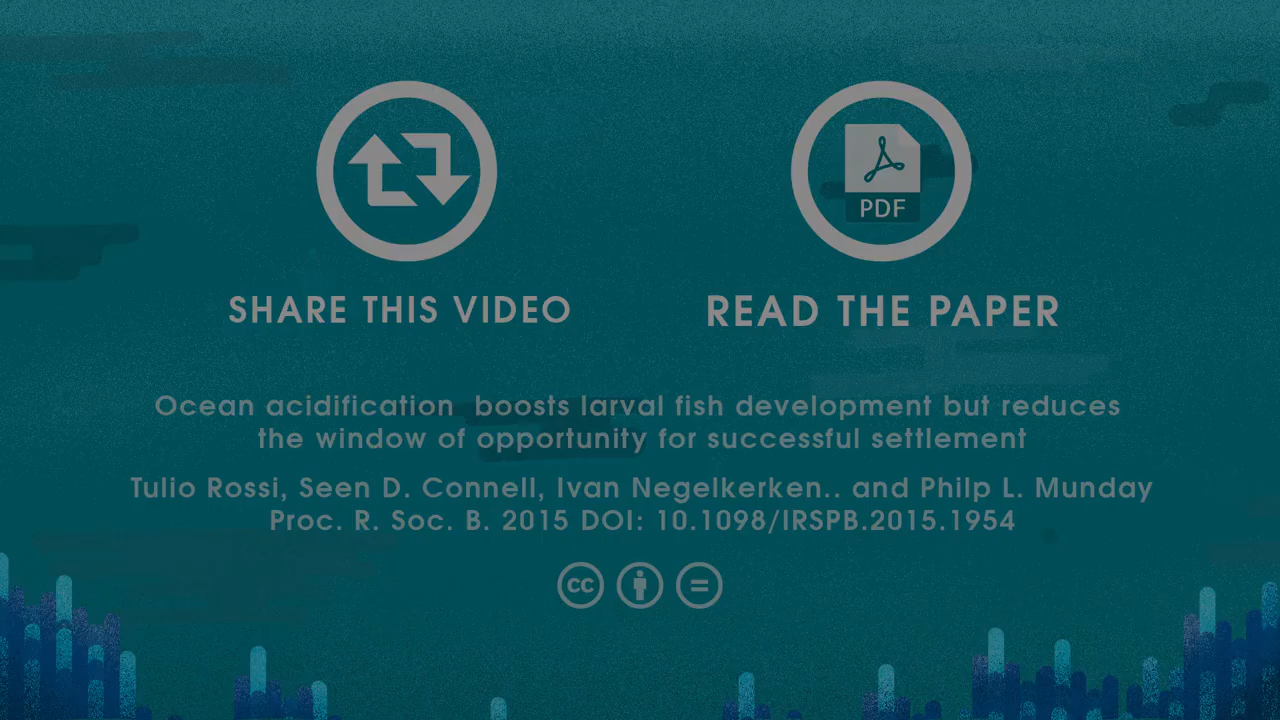 PDF
SHARE THIS VIDEO
READ THE PAPER
Ocean acidification boosts larval fish development but reduces
the window of opportunity for successful settlement
Tulio Rossi, Seen D. Connell, Ivan Negelkerken.. and Philp L. Munday
Proc. R. Soc. B. 2015 DOI: 10.1098/IRSPB.2015.1954
cc